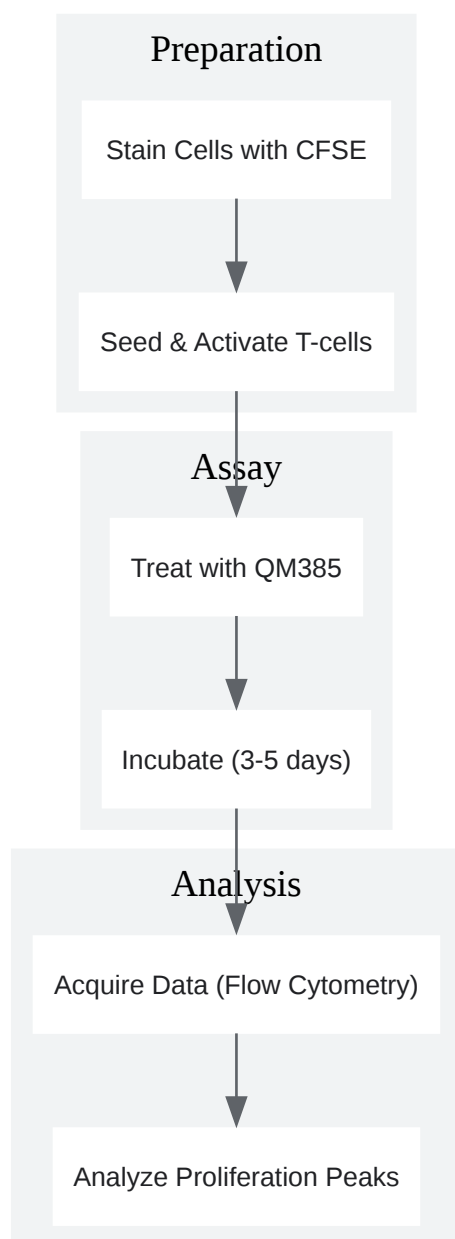 Preparation
Stain Cells with CFSE
Seed & Activate T-cells
Assay
Treat with QM385
Incubate (3-5 days)
Analysis
Acquire Data (Flow Cytometry)
Analyze Proliferation Peaks